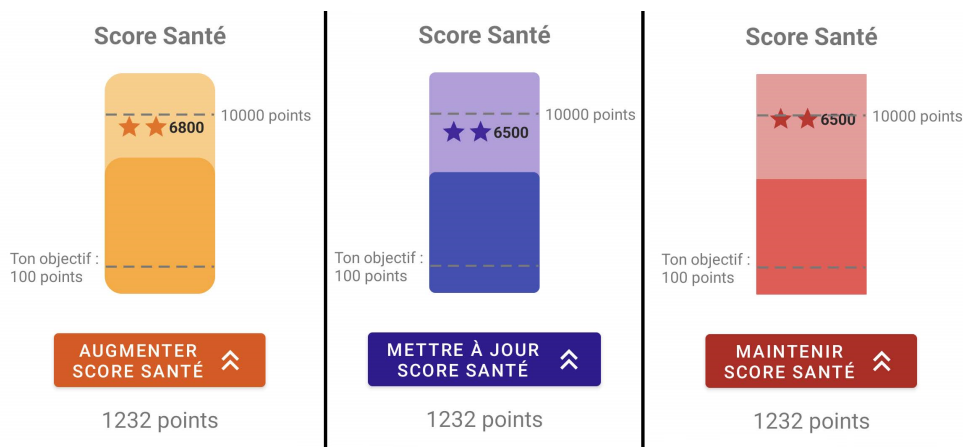 Score Santé
10000 points
6800
Ton objectif :
100 points
AUGMENTER
SCORE SANTÉ
1232 points
Score Santé
10000 points
6500
Ton objectif :
100 points
METTRE À JOUR
SCORE SANTÉ
1232 points
Score Santé
10000 points
6500
Ton objectif :
100 points
MAINTENIR
SCORE SANTÉ
1232 points